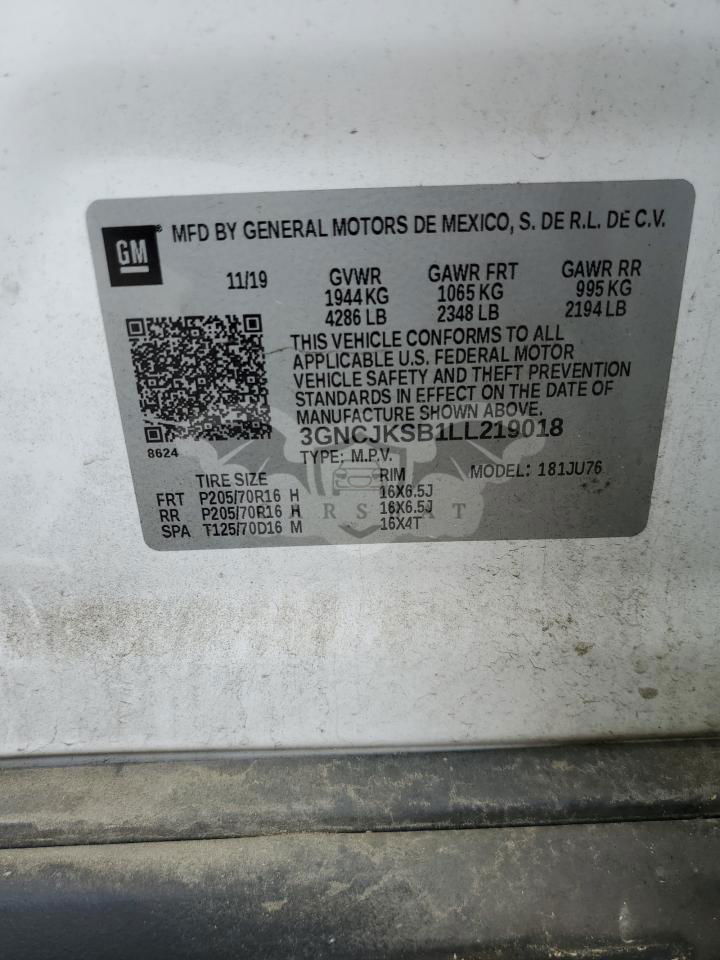 GM® MFD BY GENERAL MOTORS DE MEXICO, S. DE R.L. DE C.V.
11/19 GVWR GAWR FRT GAWR RR
1944 KG 1065 KG 995 KG
4286 LB 2348 LB 2194 LB
THIS VEHICLE CONFORMS TO ALL
APPLICABLE U.S. FEDERAL MOTOR
VEHICLE SAFETY AND THEFT PREVENTION
STANDARDS IN EFFECT ON THE DATE OF
MANUFACTURE SHOWN ABOVE.
3GNCJKSB1LL219018
8624
TYPE: M.P.V. MODEL: 181JU76
TIRE SIZE RIM
FRT P205/70R16 H 16X6.5J
RR P205/70R16 H 16X6.5J
SPA T125/70D16 M 16X4T